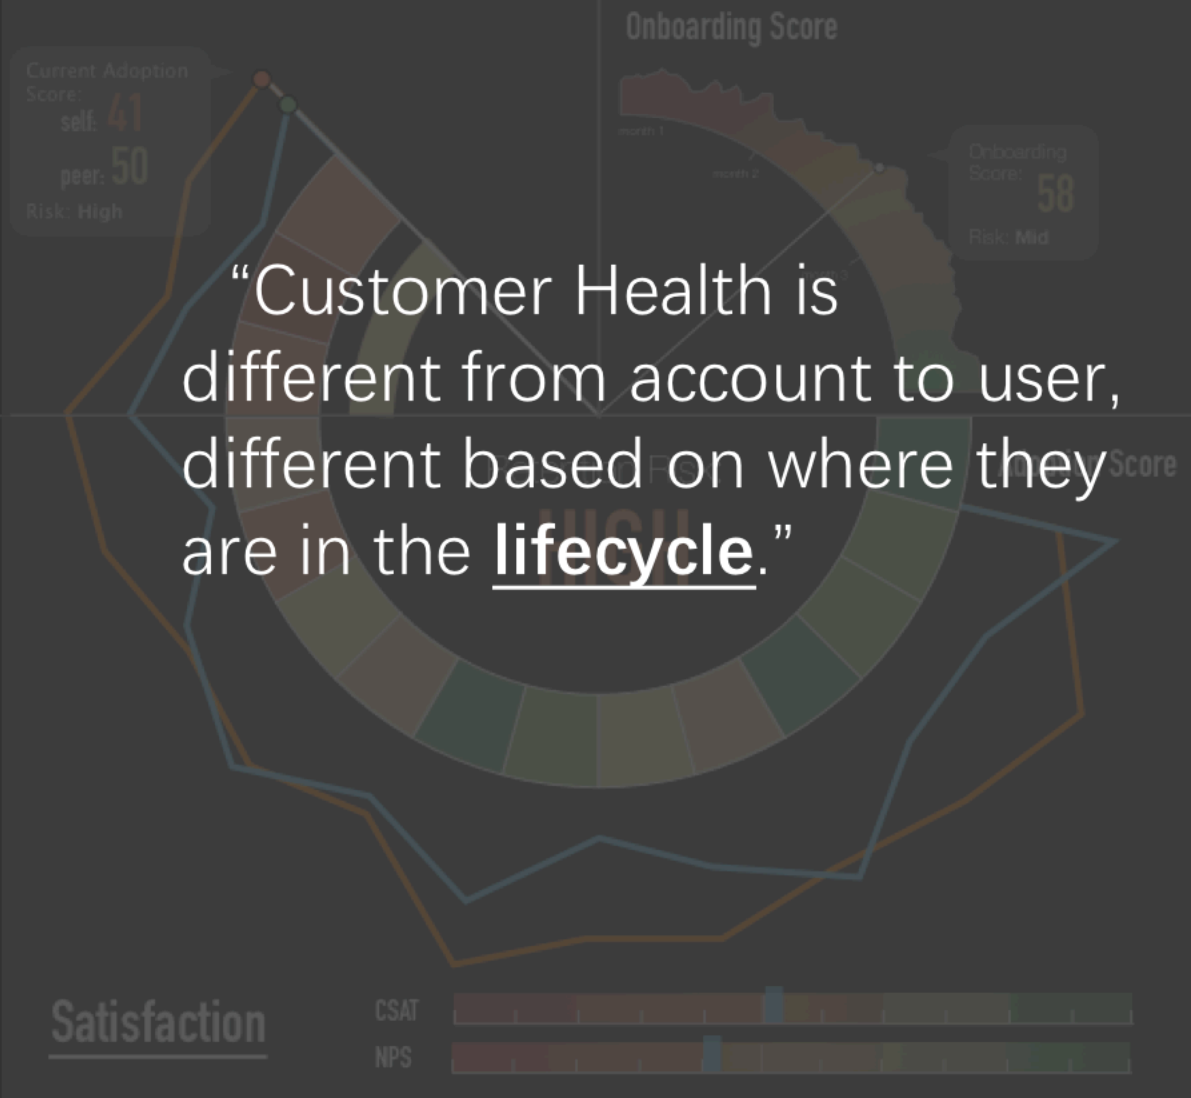 Onboarding Score
Current Adoption
Score:
self: 41
peer: 50
Risk: High
month 1
month 2
Onboarding
Score:
58
Risk: Mid
“Customer Health is
different from account to user,
different based on where they
are in the lifecycle.”
Score
HIGH
Satisfaction
CSAT
NPS